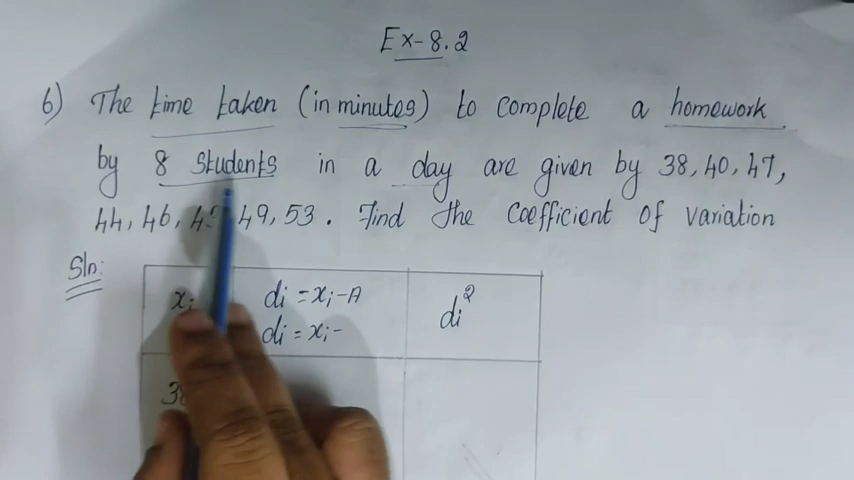 Ex-8.2
6) The time taken (in minutes) to complete a homework
by 8 students in a day are given by 38, 40, 47,
44, 46, 49, 53. Find the coefficient of variation
Sln:
xi di = xi-A di²
di = xi-